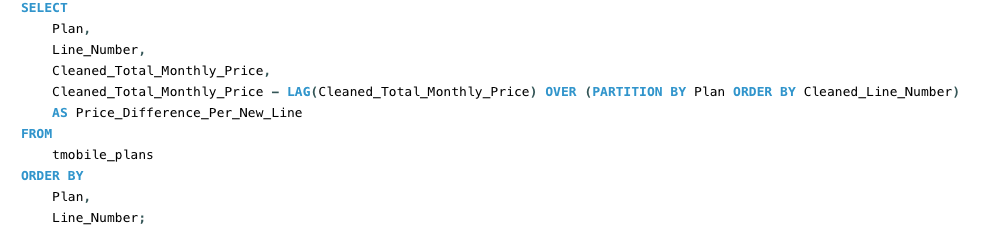 SELECT
Plan,
Line_Number,
Cleaned_Total_Monthly_Price,
Cleaned_Total_Monthly_Price – LAG(Cleaned_Total_Monthly_Price) OVER (PARTITION BY Plan ORDER BY Cleaned_Line_Number)
AS Price_Difference_Per_New_Line
FROM
tmobile_plans
ORDER BY
Plan,
Line_Number;